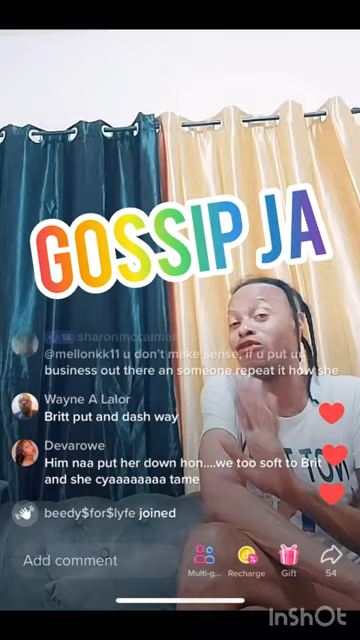 GOSSIP JA
18 sharonmccalman
@mellonkk11 u don't make sense, if u put ur
business out there an someone repeat it how she
Wayne A Lalor
Britt put and dash way
Devarowe
Him naa put her down hon....we too soft to Brit
and she cyaaaaaaaa tame
beedy$for$lyfe joined
Add comment
Multi-g...
Recharge
Gift
54
InShOt